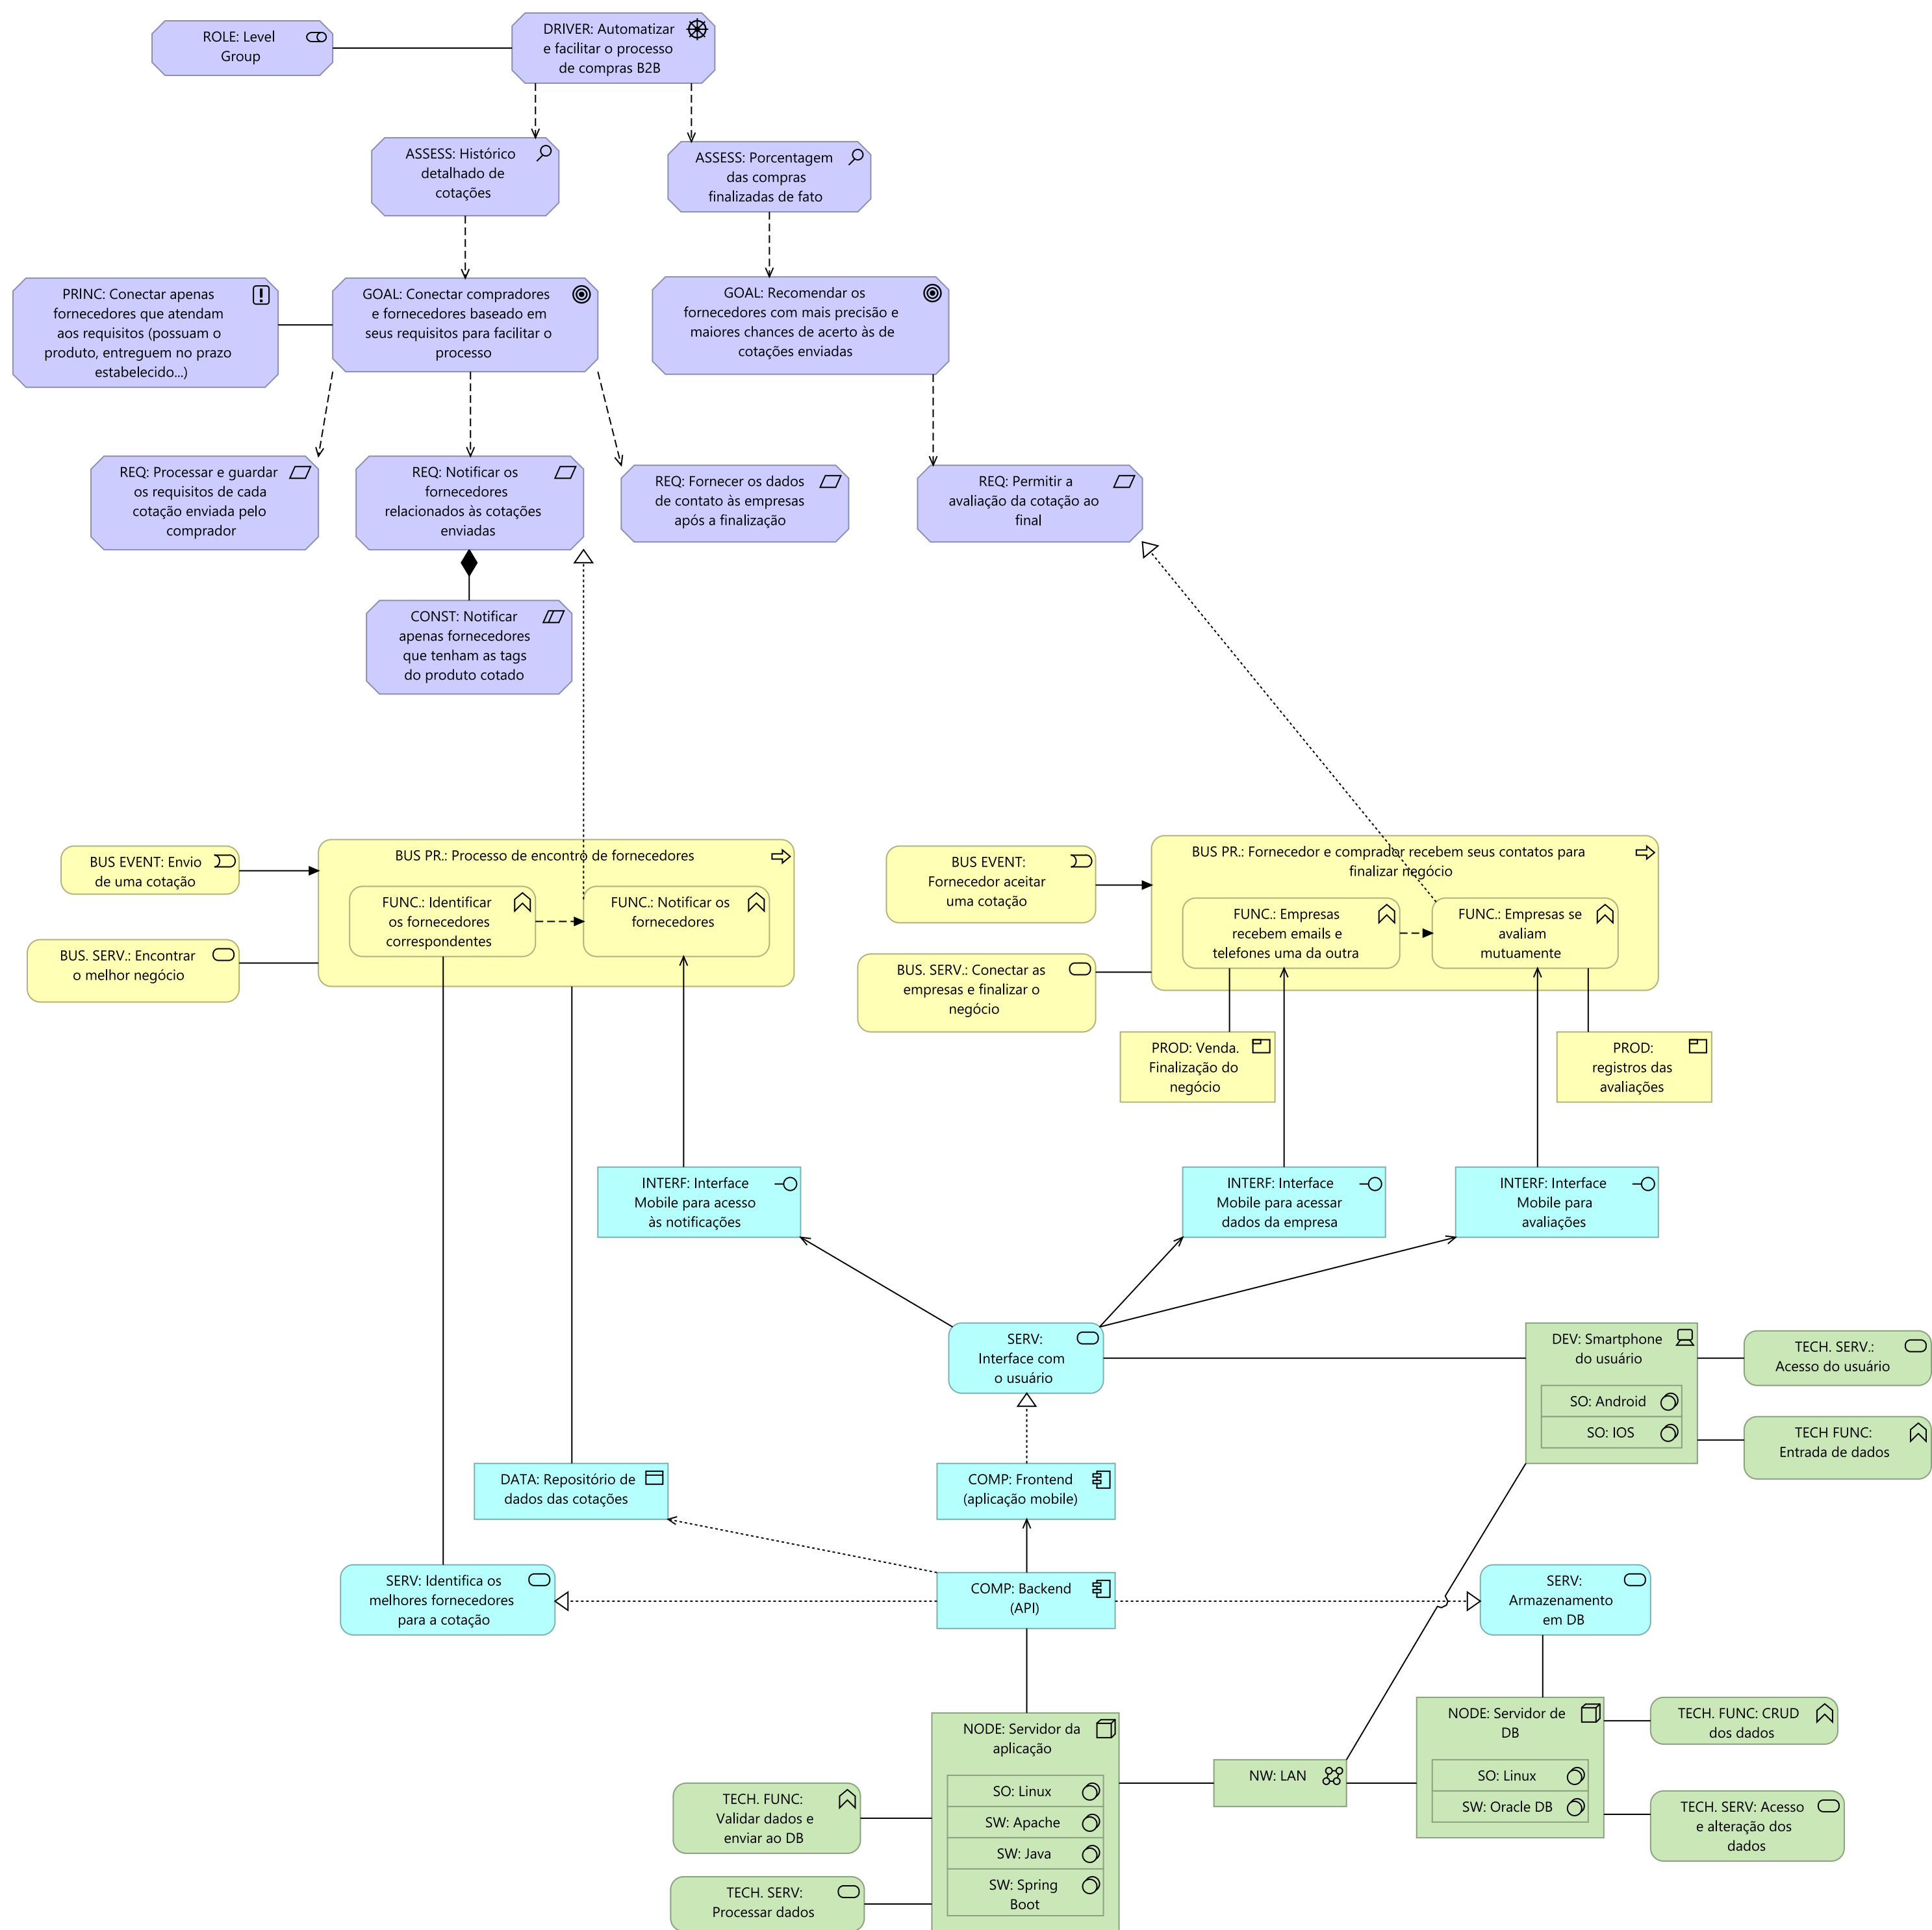 ROLE: Level
Group
DRIVER: Automatizar
e facilitar o processo
de compras B2B
ASSESS: Histórico
detalhado de
cotações
ASSESS: Porcentagem
das compras
finalizadas de fato
PRINC: Conectar apenas
fornecedores que atendam
aos requisitos (possuam o
produto, entreguem no prazo
estabelecido...)
GOAL: Conectar compradores
e fornecedores baseado em
seus requisitos para facilitar o
processo
GOAL: Recomendar os
fornecedores com mais precisão e
maiores chances de acerto às de
cotações enviadas
REQ: Processar e guardar
os requisitos de cada
cotação enviada pelo
comprador
REQ: Notificar os
fornecedores
relacionados às cotações
enviadas
REQ: Fornecer os dados
de contato às empresas
após a finalização
REQ: Permitir a
avaliação da cotação ao
final
CONST: Notificar
apenas fornecedores
que tenham as tags
do produto cotado
BUS EVENT: Envio
de uma cotação
BUS. SERV.: Encontrar
o melhor negócio
BUS PR.: Processo de encontro de fornecedores
FUNC.: Identificar
os fornecedores
correspondentes
FUNC.: Notificar os
fornecedores
BUS EVENT:
Fornecedor aceitar
uma cotação
BUS. SERV.: Conectar as
empresas e finalizar o
negócio
BUS PR.: Fornecedor e comprador recebem seus contatos para
finalizar negócio
FUNC.: Empresas
recebem emails e
telefones uma da outra
FUNC.: Empresas se
avaliam
mutuamente
PROD: Venda.
Finalização do
negócio
PROD:
registros das
avaliações
INTERF: Interface
Mobile para acesso
às notificações
INTERF: Interface
Mobile para acessar
dados da empresa
INTERF: Interface
Mobile para
avaliações
SERV:
Interface com
o usuário
DEV: Smartphone
do usuário
SO: Android
SO: IOS
TECH. SERV.:
Acesso do usuário
TECH FUNC:
Entrada de dados
DATA: Repositório de
dados das cotações
COMP: Frontend
(aplicação mobile)
SERV: Identifica os
melhores fornecedores
para a cotação
COMP: Backend
(API)
SERV:
Armazenamento
em DB
NODE: Servidor da
aplicação
SO: Linux
SW: Apache
SW: Java
SW: Spring
Boot
TECH. FUNC:
Validar dados e
enviar ao DB
TECH. SERV:
Processar dados
NW: LAN
NODE: Servidor de
DB
SO: Linux
SW: Oracle DB
TECH. FUNC: CRUD
dos dados
TECH. SERV: Acesso
e alteração dos
dados